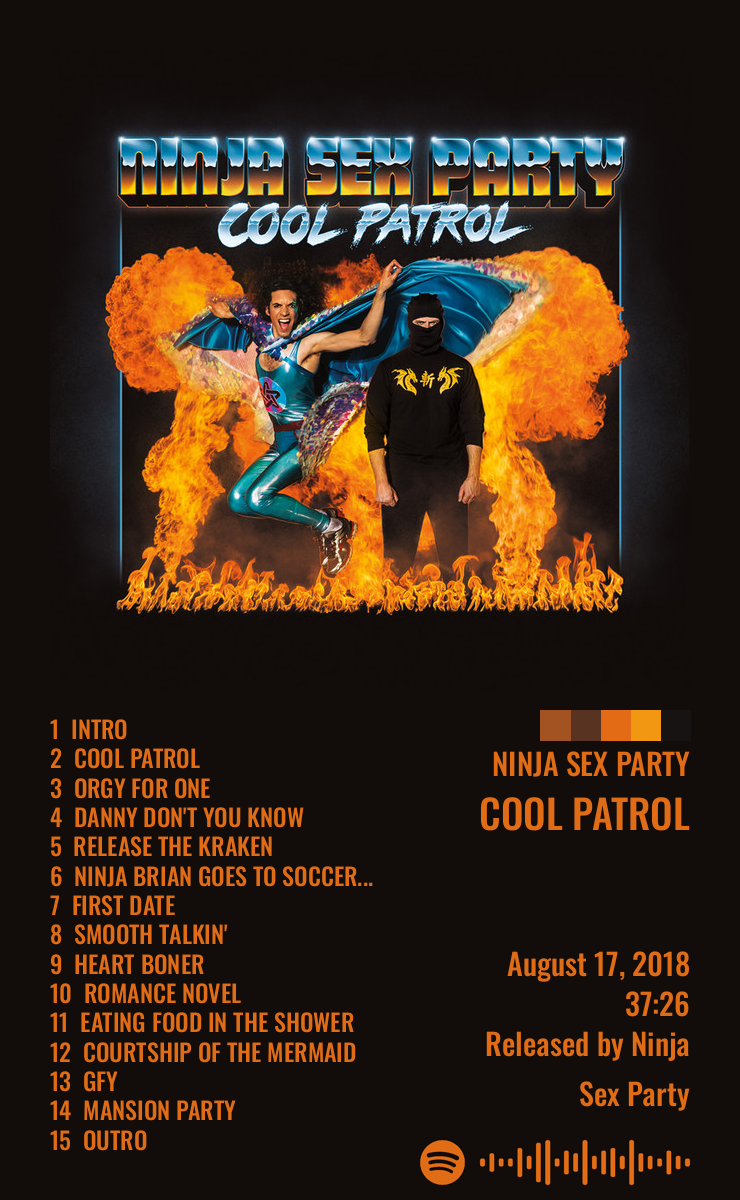 NINJA SEX PARTY
COOL PATROL
斬
1 INTRO
2 COOL PATROL
3 ORGY FOR ONE
4 DANNY DON'T YOU KNOW
5 RELEASE THE KRAKEN
6 NINJA BRIAN GOES TO SOCCER...
7 FIRST DATE
8 SMOOTH TALKIN'
9 HEART BONER
10 ROMANCE NOVEL
11 EATING FOOD IN THE SHOWER
12 COURTSHIP OF THE MERMAID
13 GFY
14 MANSION PARTY
15 OUTRO
NINJA SEX PARTY
COOL PATROL
August 17, 2018
37:26
Released by Ninja
Sex Party